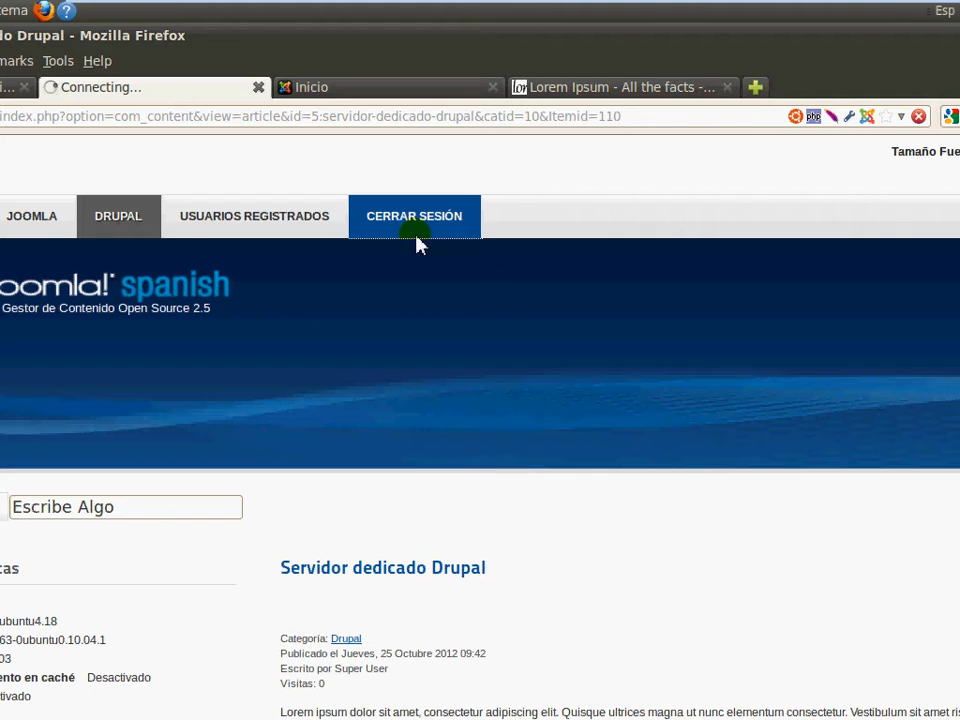 tema Esp
lo Drupal - Mozilla Firefox
marks Tools Help
i... Connecting... Inicio Lorem Ipsum - All the facts -...
index.php?option=com_content&view=article&id=5:servidor-dedicado-drupal&catid=10&Itemid=110
Tamaño Fue
JOOMLA DRUPAL USUARIOS REGISTRADOS CERRAR SESIÓN
oomla! spanish
Gestor de Contenido Open Source 2.5
Escribe Algo
cas
Servidor dedicado Drupal
ubuntu4.18
Categoría: Drupal
63-0ubuntu0.10.04.1
Publicado el Jueves, 25 Octubre 2012 09:42
03
Escrito por Super User
ento en caché Desactivado
Visitas: 0
tivado
Lorem ipsum dolor sit amet, consectetur adipiscing elit. Quisque ultrices magna ut nunc elementum consectetur. Vestibulum sit amet ris